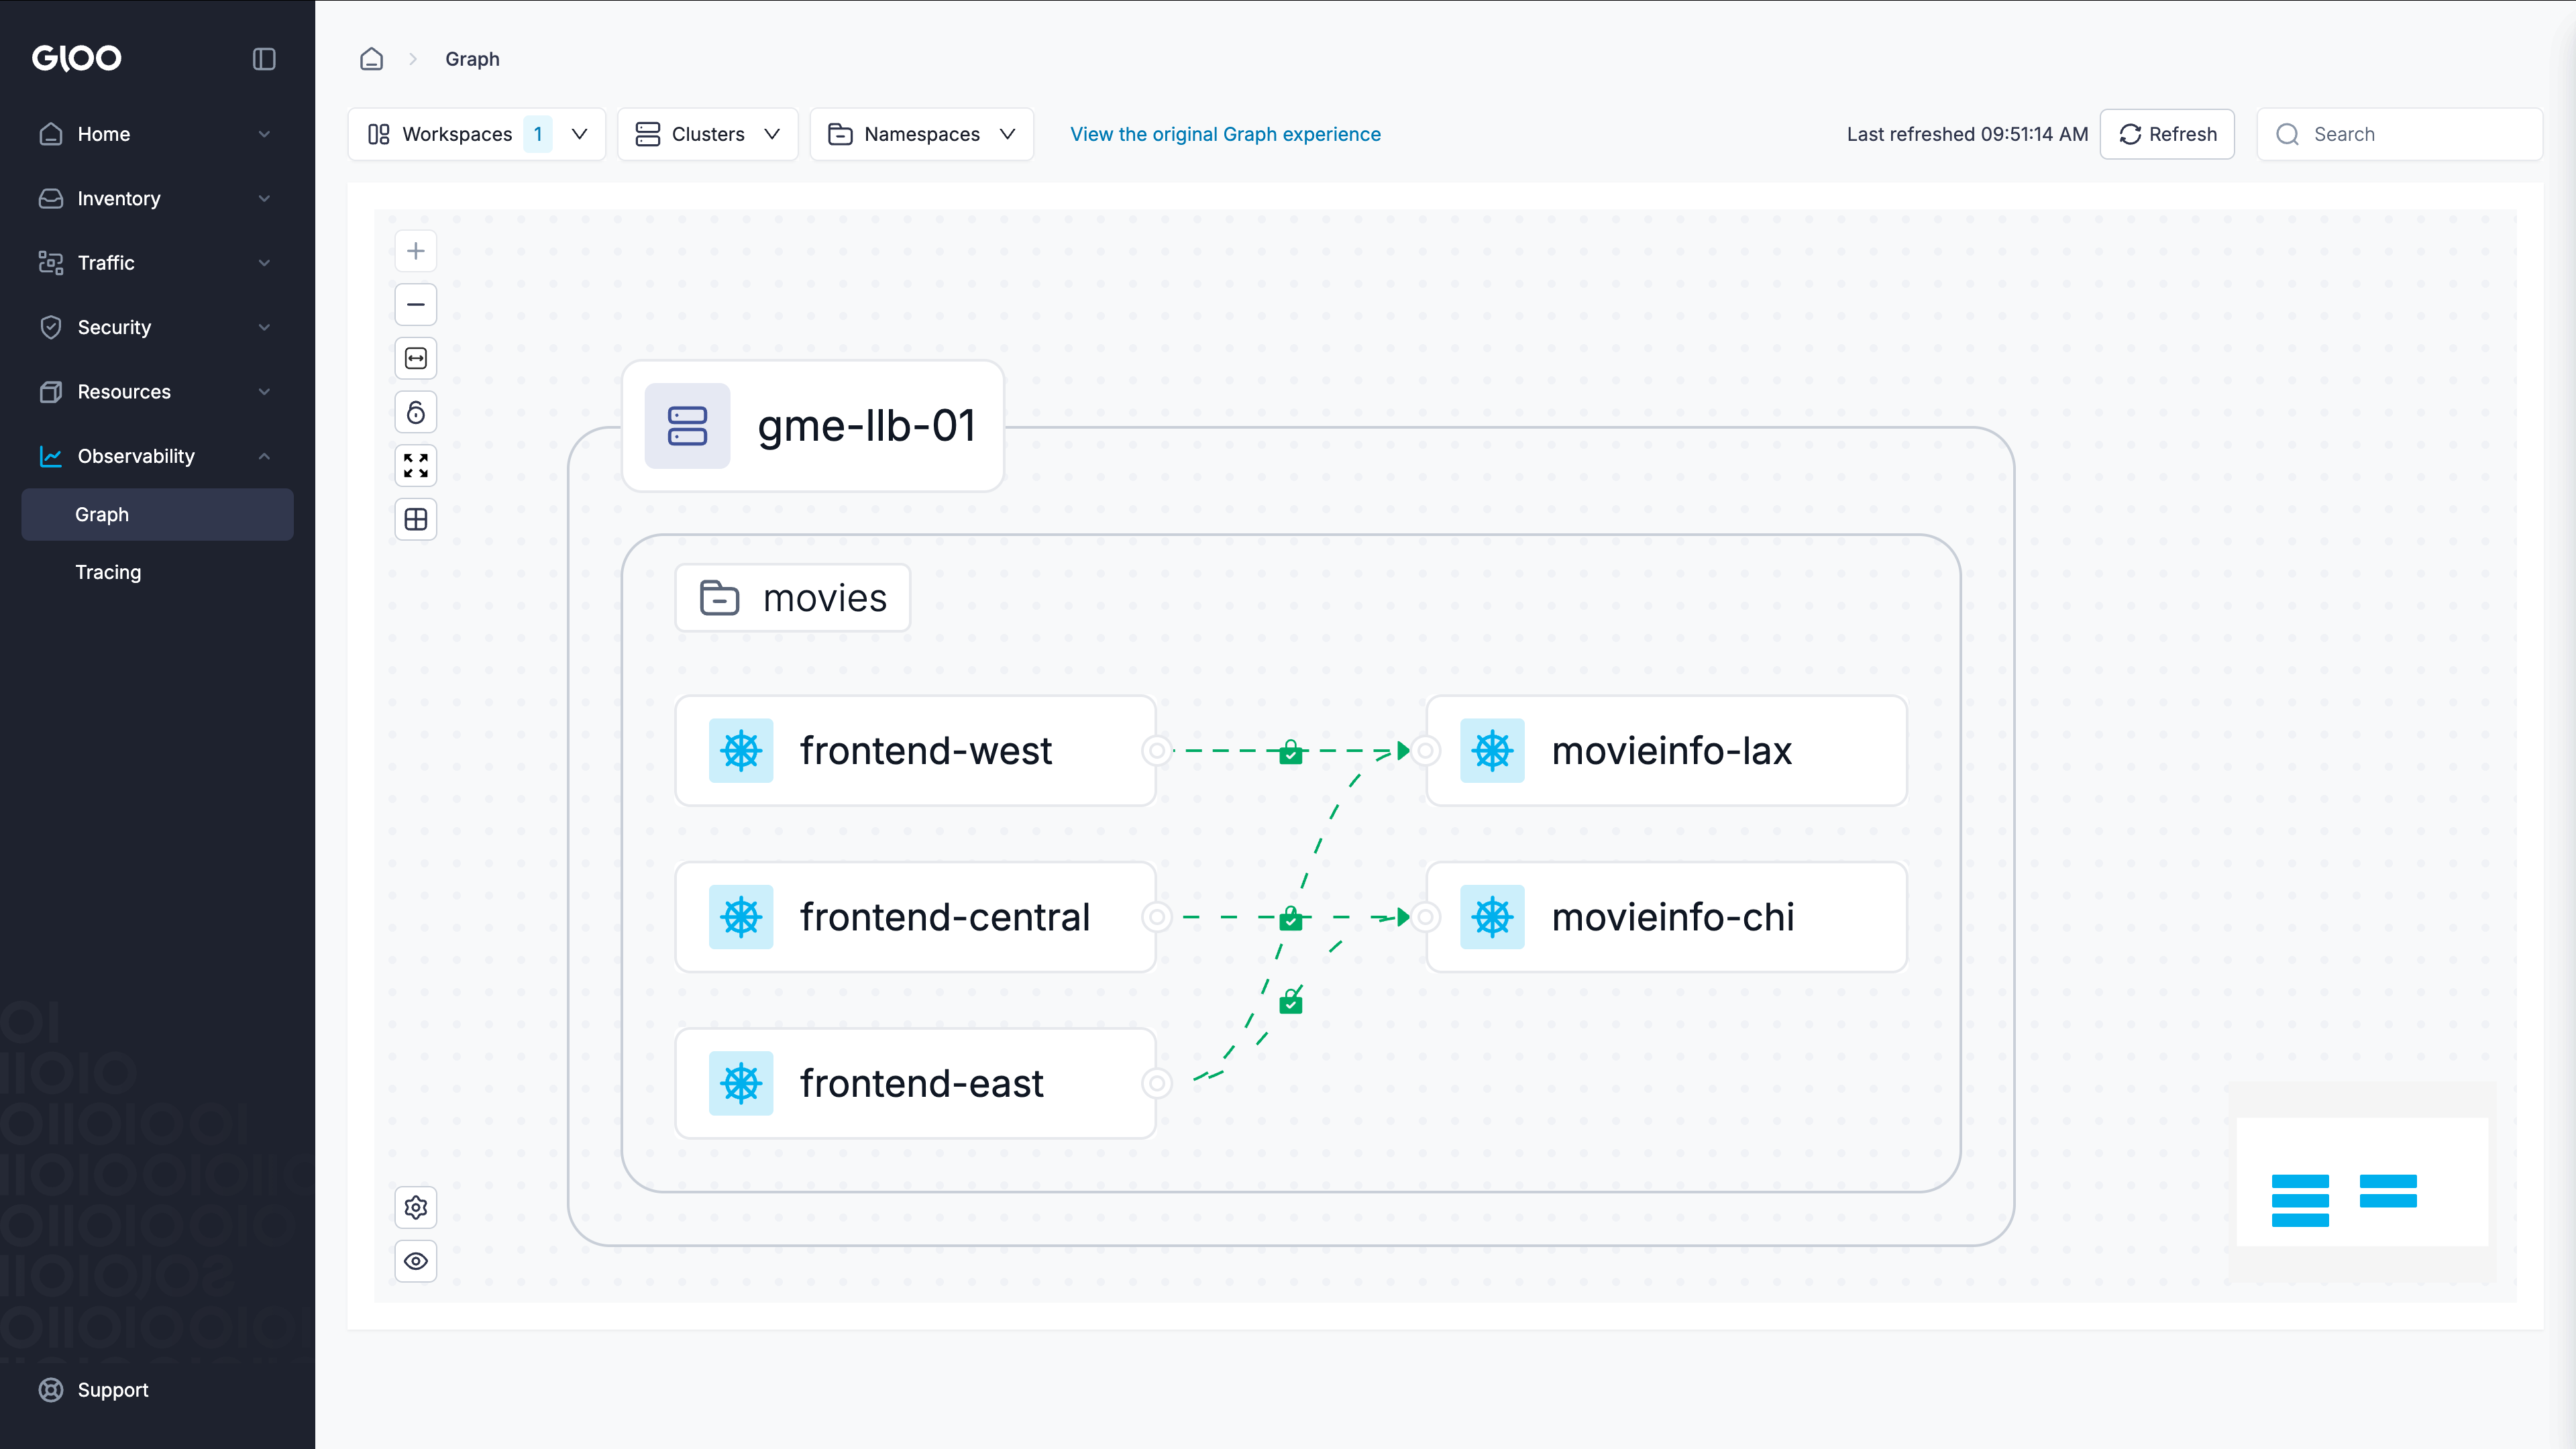 Gloo
Home
Inventory
Traffic
Security
Resources
Observability
Graph
Tracing
Support
Graph
Workspaces 1
Clusters
Namespaces
View the original Graph experience
Last refreshed 09:51:14 AM
Refresh
Search
gme-llb-01
movies
frontend-west
movieinfo-lax
frontend-central
movieinfo-chi
frontend-east